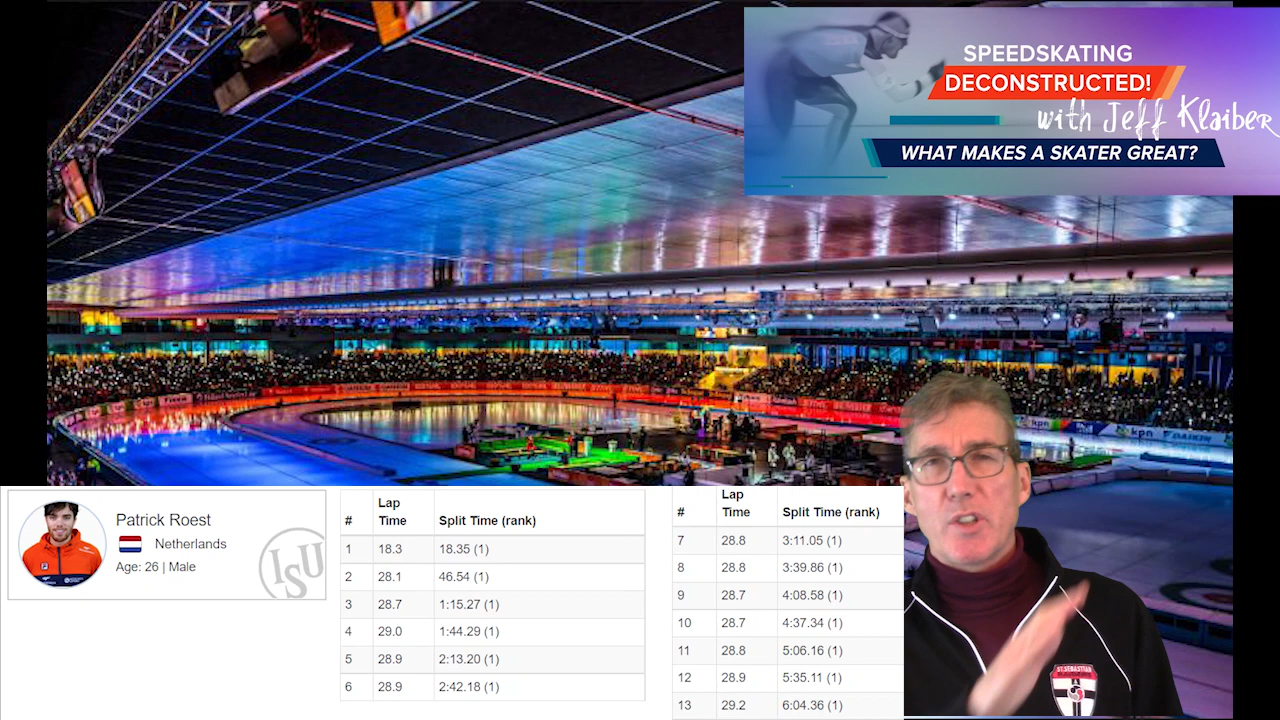 SPEEDSKATING
DECONSTRUCTED!
with Jeff Klaiber
WHAT MAKES A SKATER GREAT?
kpn
kpn DAIKIN
Patrick Roest
Netherlands
Age: 26 | Male
ISU
# Lap Time Split Time (rank)
1 18.3 18.35 (1)
2 28.1 46.54 (1)
3 28.7 1:15.27 (1)
4 29.0 1:44.29 (1)
5 28.9 2:13.20 (1)
6 28.9 2:42.18 (1)
# Lap Time Split Time (rank)
7 28.8 3:11.05 (1)
8 28.8 3:39.86 (1)
9 28.7 4:08.58 (1)
10 28.7 4:37.34 (1)
11 28.8 5:06.16 (1)
12 28.9 5:35.11 (1)
13 29.2 6:04.36 (1)
ST. SEBASTIAN